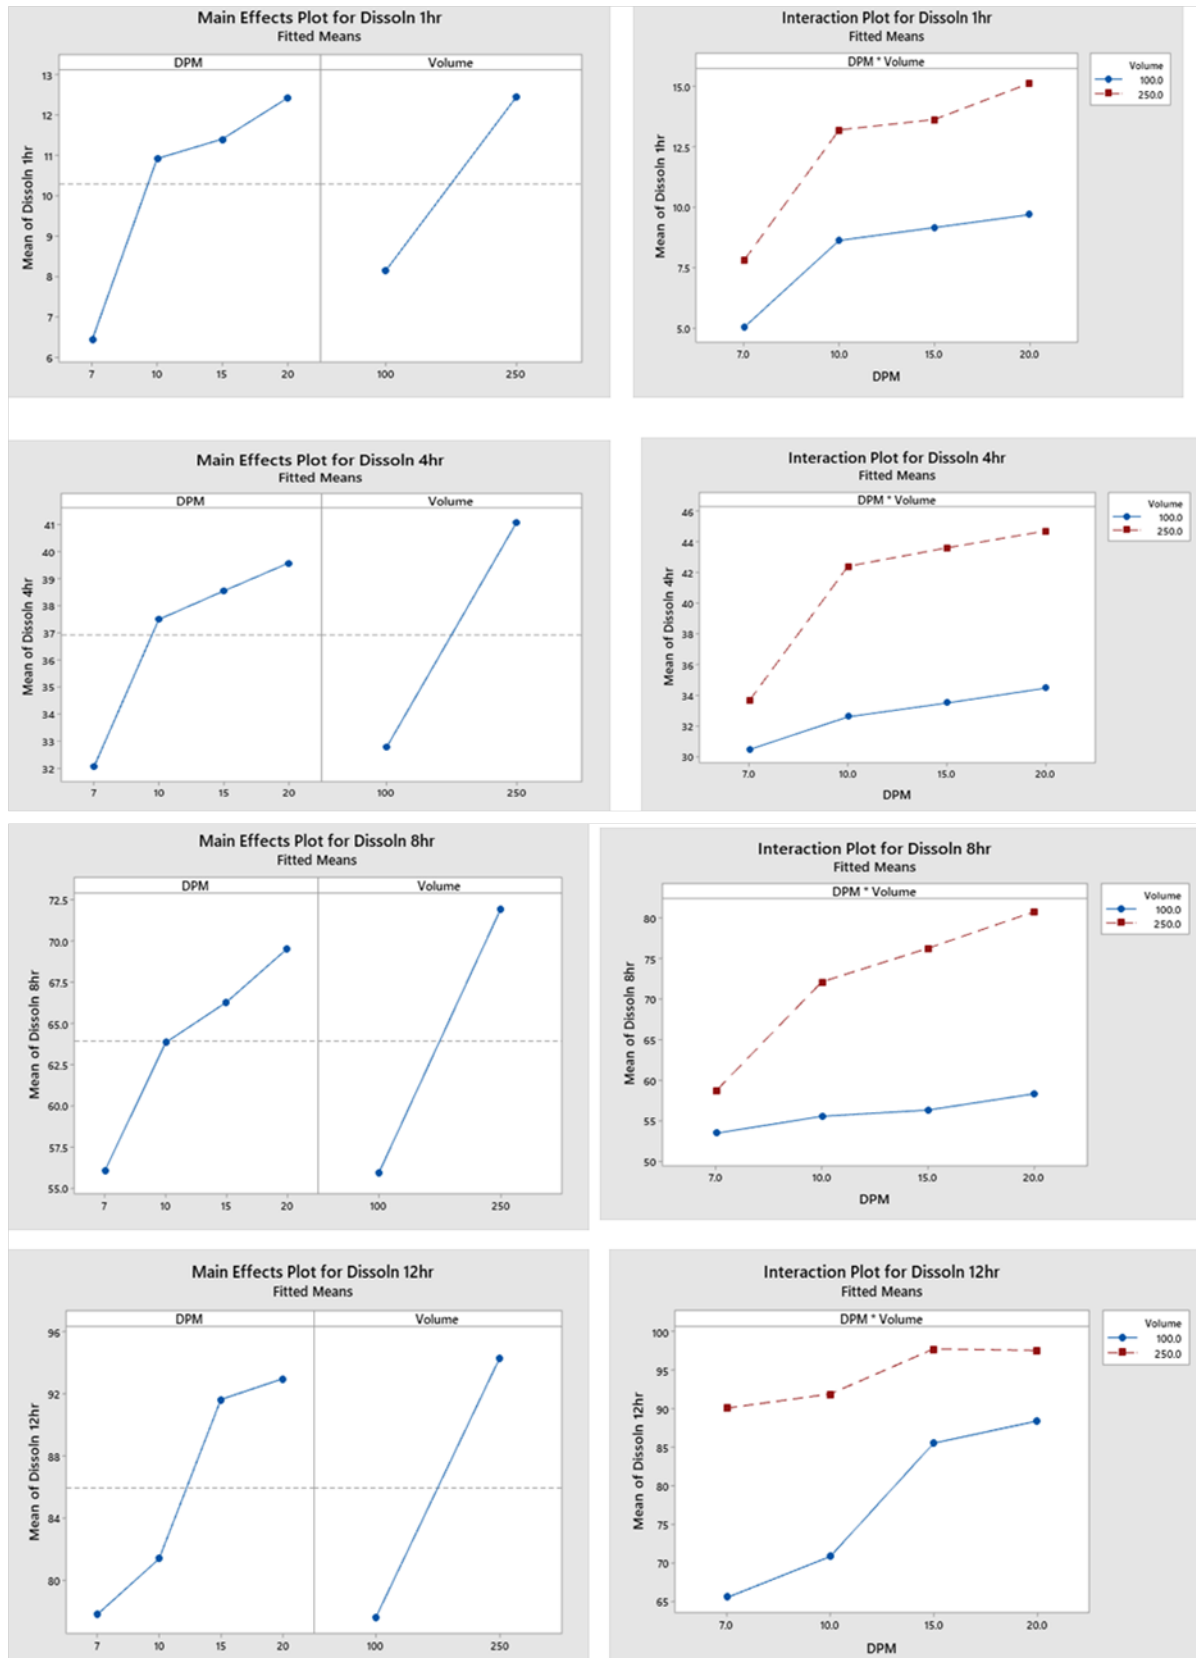 Main Effects Plot for Dissoln 1hr
Fitted Means
DPM Volume
Mean of Dissoln 1hr
13
12
11
10
9
8
7
6
7 10 15 20 100 250
Interaction Plot for Dissoln 1hr
Fitted Means
DPM * Volume
Mean of Dissoln 1hr
15.0
12.5
10.0
7.5
5.0
7.0 10.0 15.0 20.0
DPM
Volume
100.0
250.0
Main Effects Plot for Dissoln 4hr
Fitted Means
DPM Volume
Mean of Dissoln 4hr
41
40
39
38
37
36
35
34
33
32
7 10 15 20 100 250
Interaction Plot for Dissoln 4hr
Fitted Means
DPM * Volume
Mean of Dissoln 4hr
46
44
42
40
38
36
34
32
30
7.0 10.0 15.0 20.0
DPM
Volume
100.0
250.0
Main Effects Plot for Dissoln 8hr
Fitted Means
DPM Volume
Mean of Dissoln 8hr
72.5
70.0
67.5
65.0
62.5
60.0
57.5
55.0
7 10 15 20 100 250
Interaction Plot for Dissoln 8hr
Fitted Means
DPM * Volume
Mean of Dissoln 8hr
80
75
70
65
60
55
50
7.0 10.0 15.0 20.0
DPM
Volume
100.0
250.0
Main Effects Plot for Dissoln 12hr
Fitted Means
DPM Volume
Mean of Dissoln 12hr
96
92
88
84
80
7 10 15 20 100 250
Interaction Plot for Dissoln 12hr
Fitted Means
DPM * Volume
Mean of Dissoln 12hr
100
95
90
85
80
75
70
65
7.0 10.0 15.0 20.0
DPM
Volume
100.0
250.0